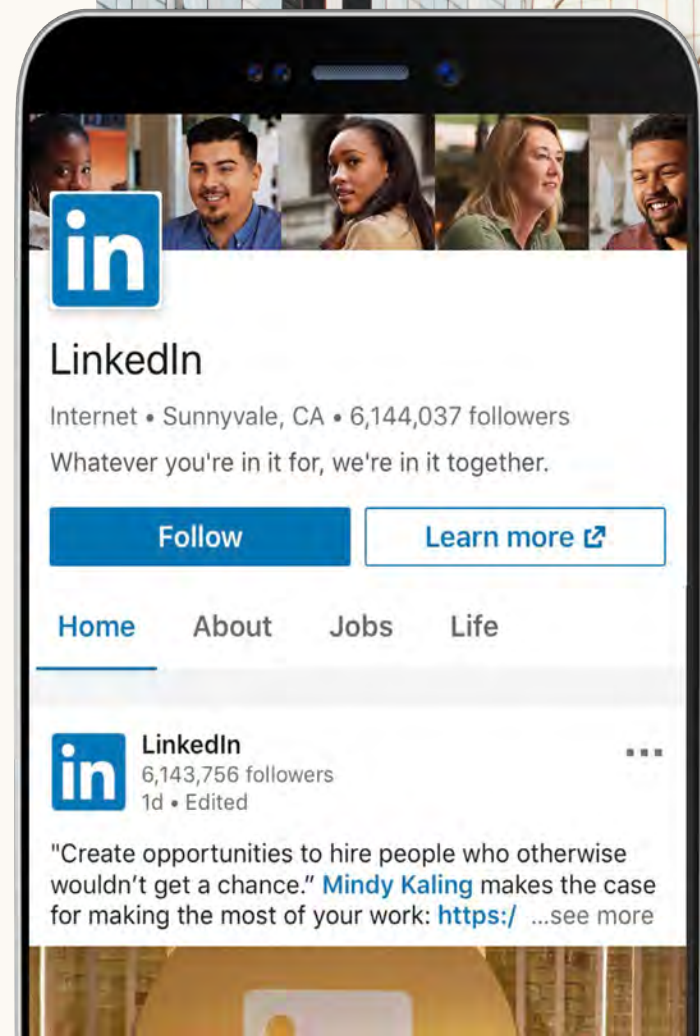 in
LinkedIn
Internet • Sunnyvale, CA • 6,144,037 followers
Whatever you're in it for, we're in it together.
Follow
Learn more
Home About Jobs Life
in
LinkedIn
6,143,756 followers
1d • Edited
"Create opportunities to hire people who otherwise
wouldn't get a chance.” Mindy Kaling makes the case
for making the most of your work: https:/ ...see more